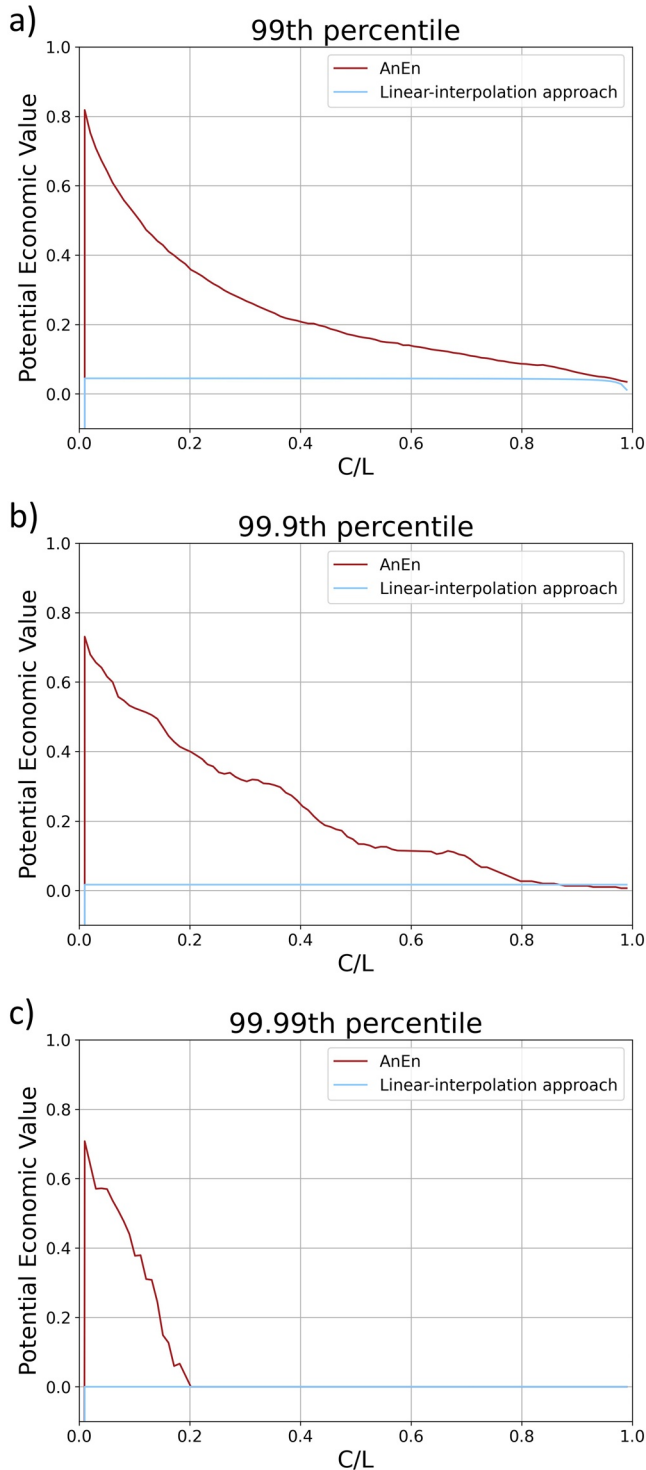 a)
99th percentile
AnEn
Linear-interpolation approach
Potential Economic Value
1.0
0.8
0.6
0.4
0.2
0.0
0.0 0.2 0.4 0.6 0.8 1.0
C/L
b)
99.9th percentile
AnEn
Linear-interpolation approach
Potential Economic Value
1.0
0.8
0.6
0.4
0.2
0.0
0.0 0.2 0.4 0.6 0.8 1.0
C/L
c)
99.99th percentile
AnEn
Linear-interpolation approach
Potential Economic Value
1.0
0.8
0.6
0.4
0.2
0.0
0.0 0.2 0.4 0.6 0.8 1.0
C/L